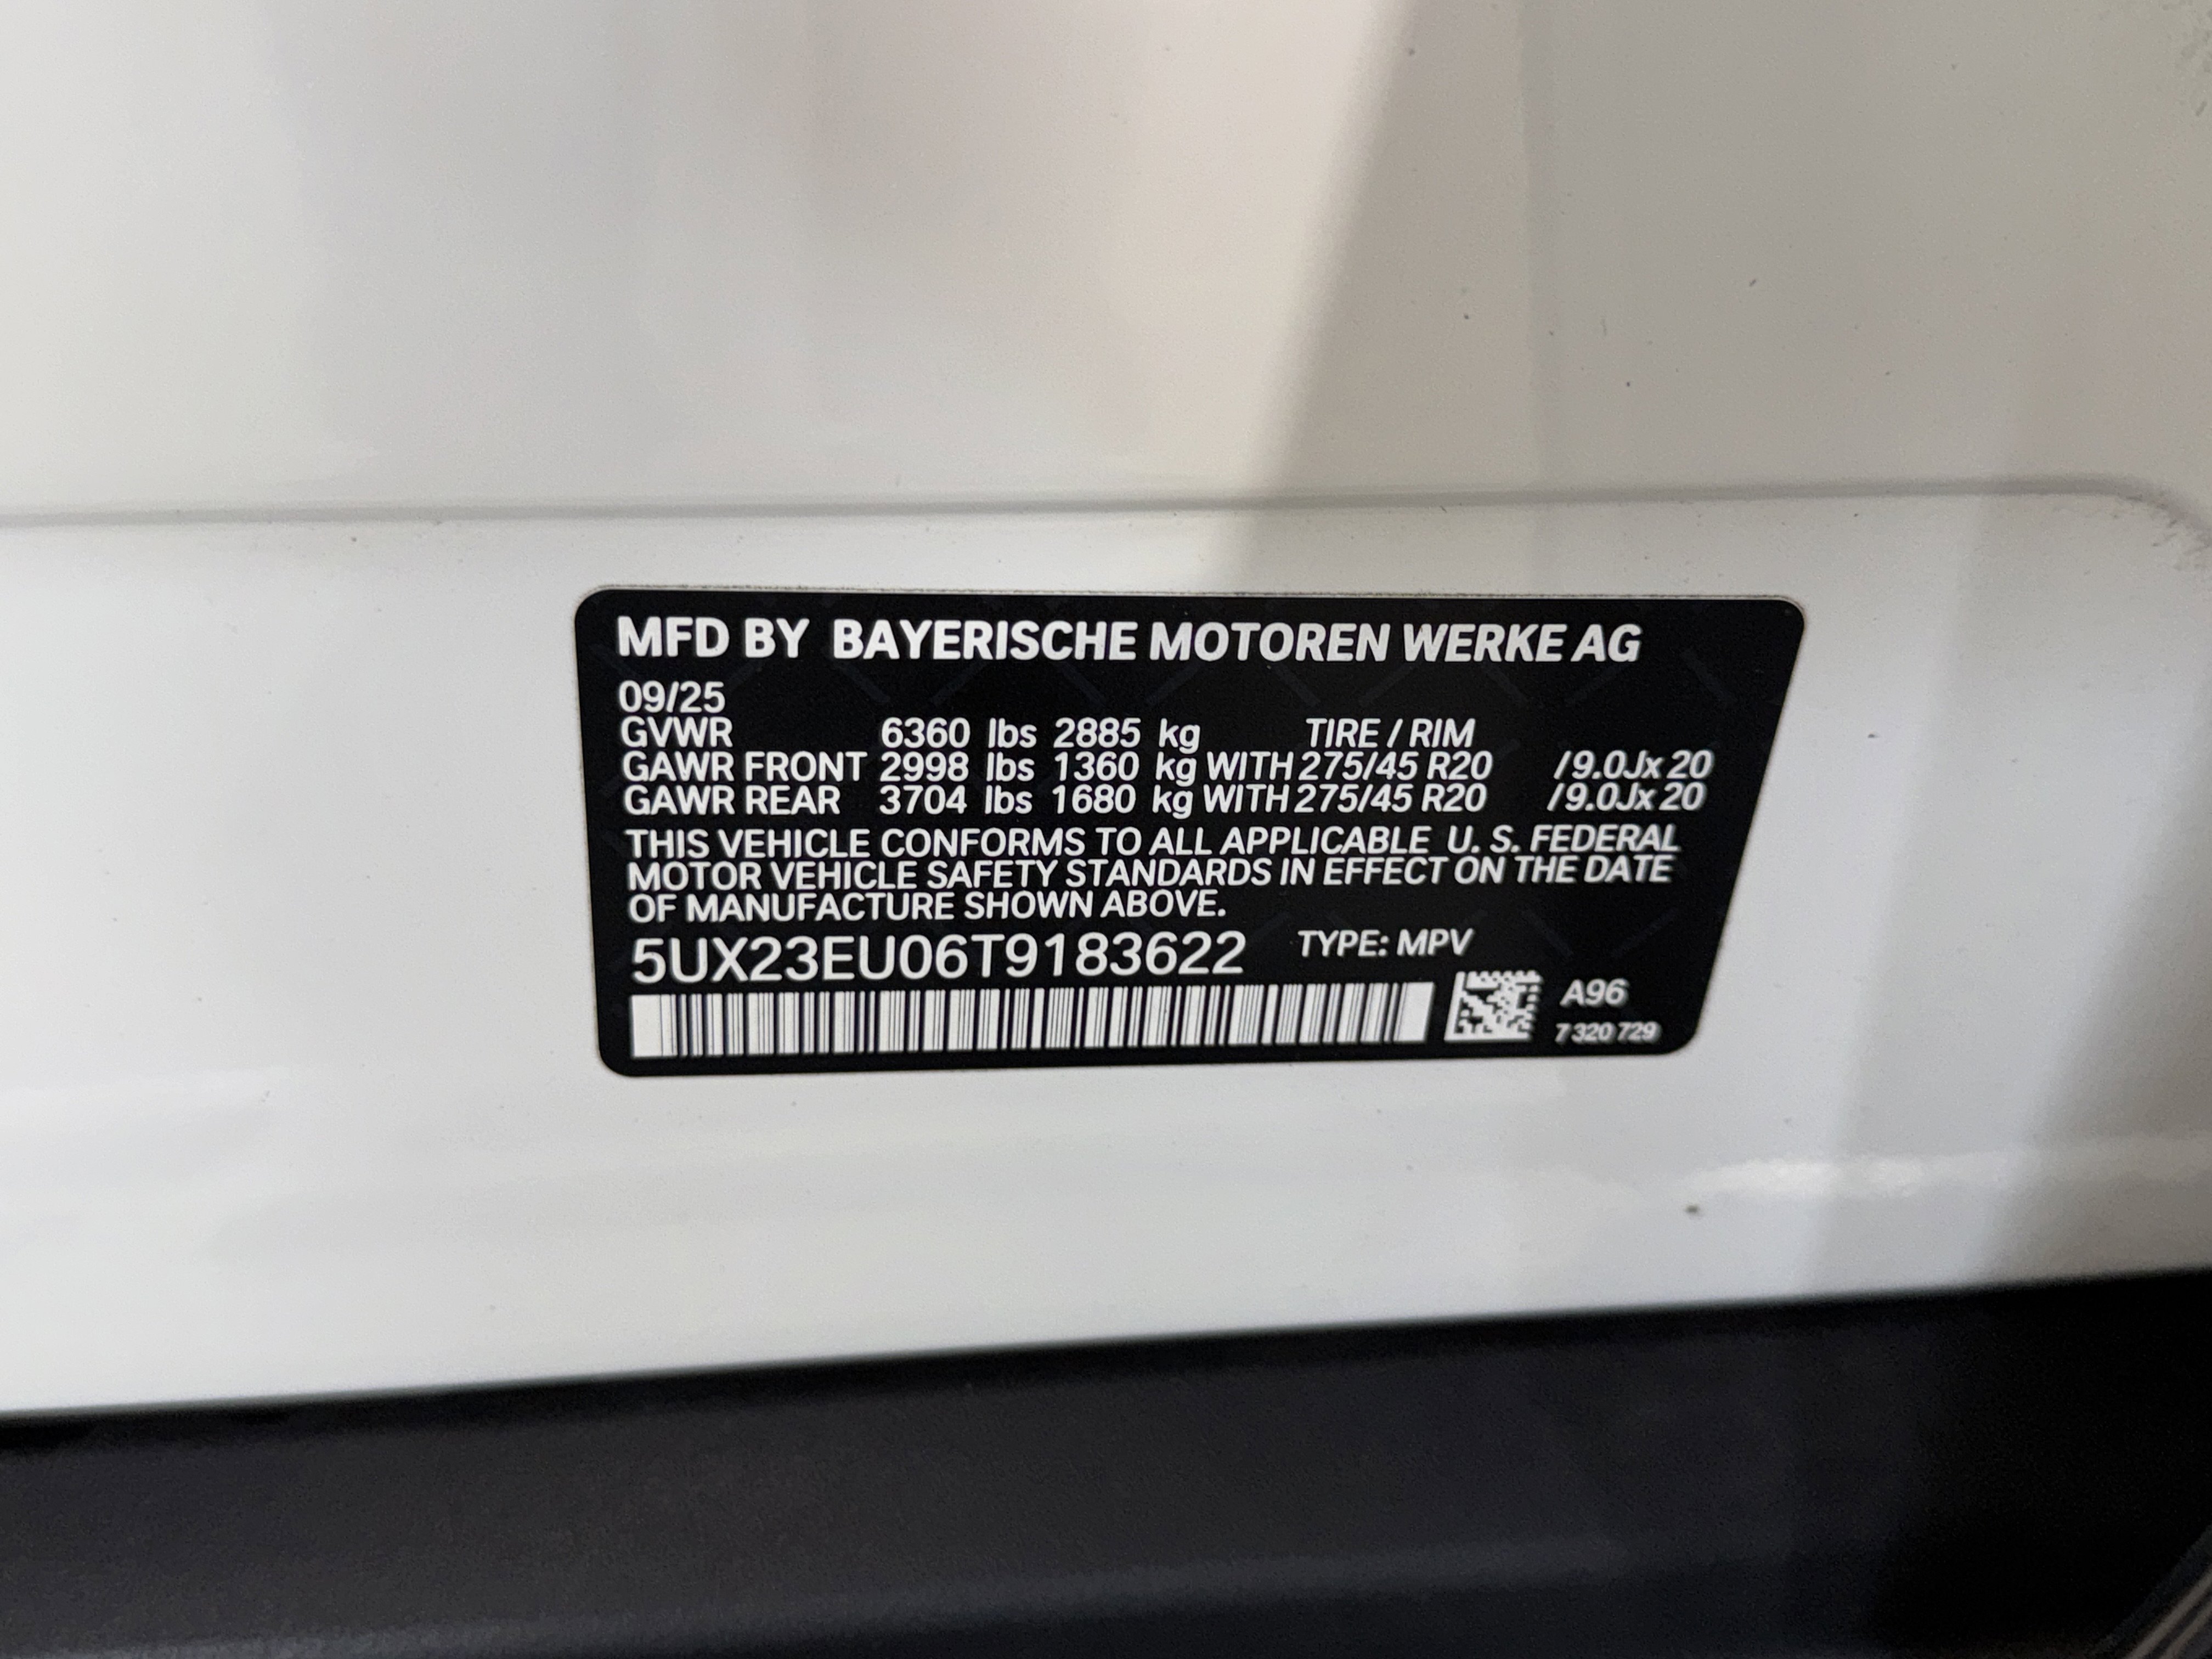 MFD BY BAYERISCHE MOTOREN WERKE AG
09/25
GVWR 6360 lbs 2885 kg TIRE / RIM
GAWR FRONT 2998 lbs 1360 kg WITH 275/45 R20 /9.0Jx 20
GAWR REAR 3704 lbs 1680 kg WITH 275/45 R20 /9.0Jx 20
THIS VEHICLE CONFORMS TO ALL APPLICABLE U. S. FEDERAL
MOTOR VEHICLE SAFETY STANDARDS IN EFFECT ON THE DATE
OF MANUFACTURE SHOWN ABOVE.
5UX23EU06T9183622 TYPE: MPV
A96
7 320 729